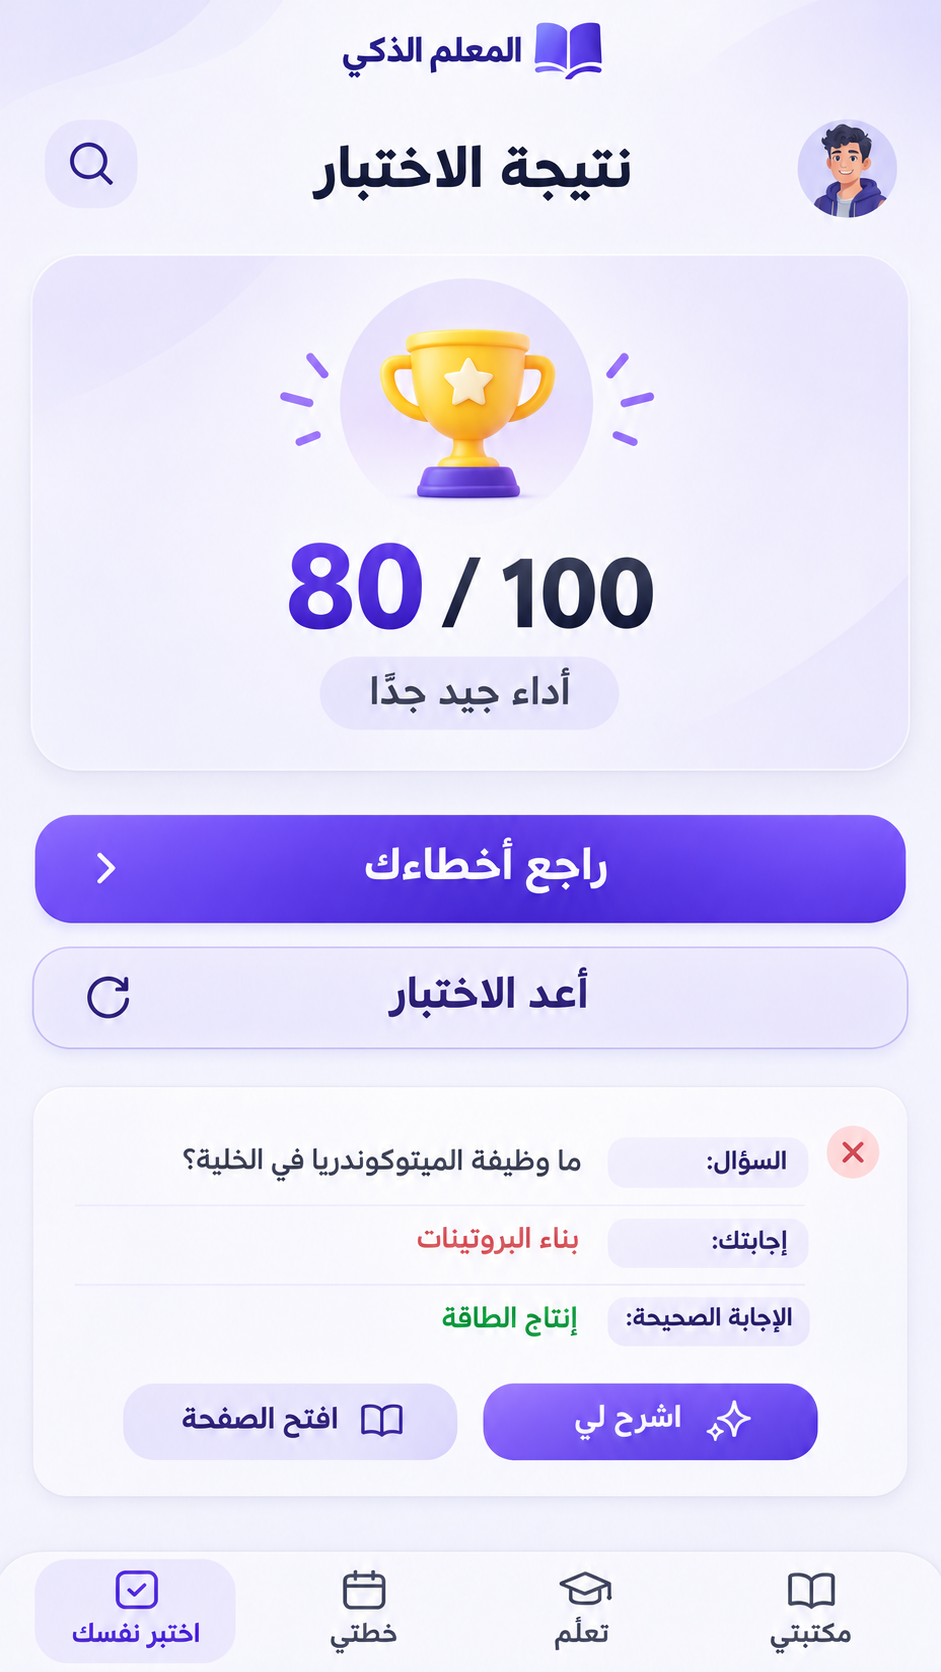 المعلم الذكي
نتيجة الاختبار
80 / 100
أداء جيد جدًّا
راجع أخطاءك
أعد الاختبار
السؤال: ما وظيفة الميتوكوندريا في الخلية؟
إجابتك: بناء البروتينات
الإجابة الصحيحة: إنتاج الطاقة
اشرح لي افتح الصفحة
مكتبتي تعلّم خطتي اختبر نفسك